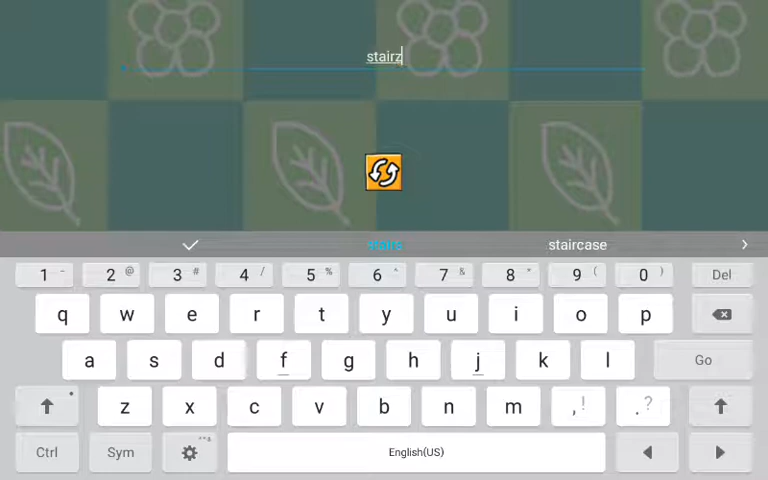 stairz
stairs staircase >
1 - 2 @ 3 # 4 / 5 % 6 ^ 7 & 8 * 9 ( 0 ) Del
q w e r t y u i o p
a s d f g h j k l Go
z x c v b n m , ! . ?
Ctrl Sym English(US)